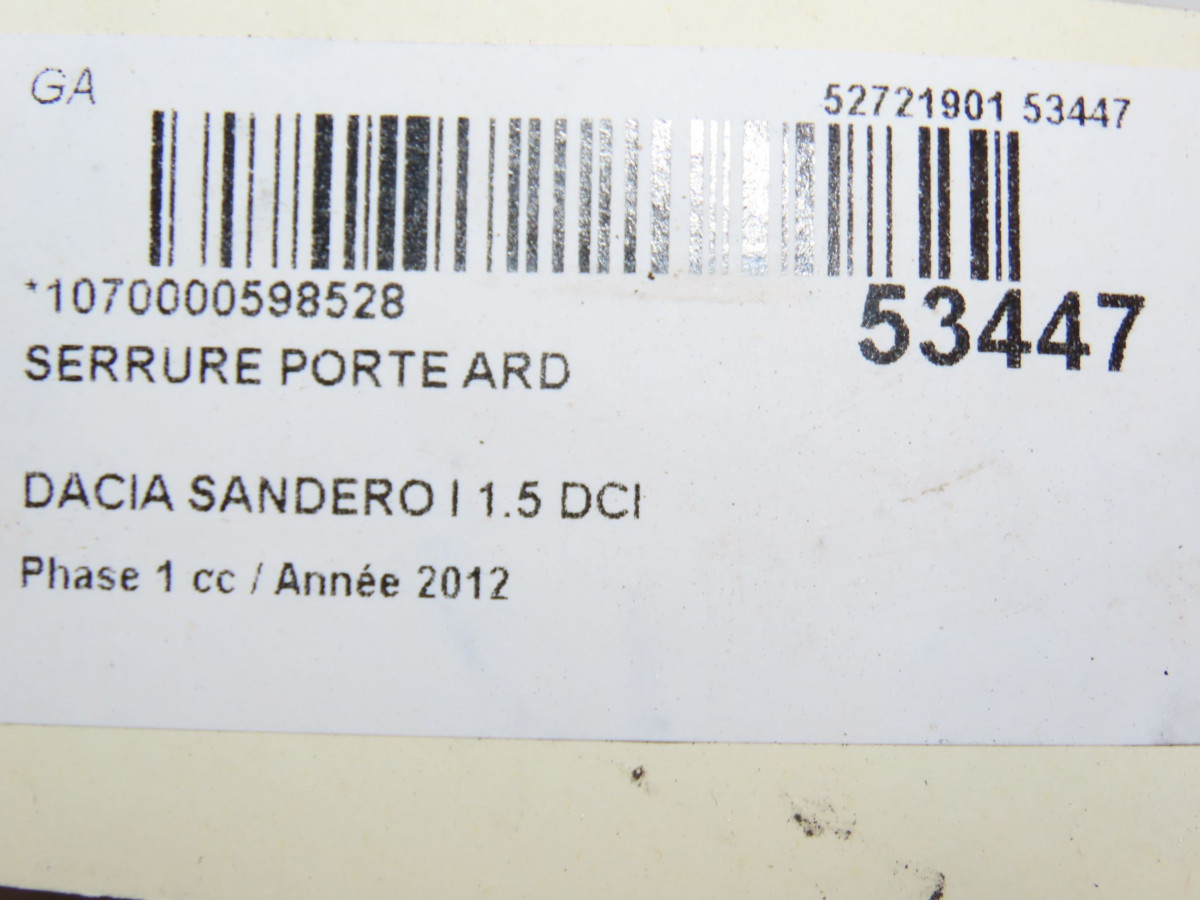 GA
52721901 53447
*1070000598528
53447
SERRURE PORTE ARD
DACIA SANDERO I 1.5 DCI
Phase 1 cc / Année 2012